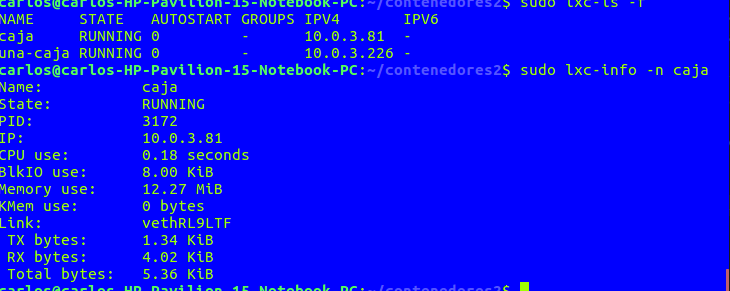 carlos@carlos-HP-Pavilion-15-Notebook-PC:~/contenedores2$ sudo lxc-ls -f
NAME     STATE   AUTOSTART GROUPS IPV4       IPV6
caja     RUNNING 0         -      10.0.3.81  -
una-caja RUNNING 0         -      10.0.3.226 -
carlos@carlos-HP-Pavilion-15-Notebook-PC:~/contenedores2$ sudo lxc-info -n caja
Name:           caja
State:          RUNNING
PID:            3172
IP:             10.0.3.81
CPU use:        0.18 seconds
BlkIO use:      8.00 KiB
Memory use:     12.27 MiB
KMem use:       0 bytes
Link:           vethRL9LTF
 TX bytes:      1.34 KiB
 RX bytes:      4.02 KiB
 Total bytes:   5.36 KiB
carlos@carlos-HP-Pavilion-15-Notebook-PC:~/contenedores2$